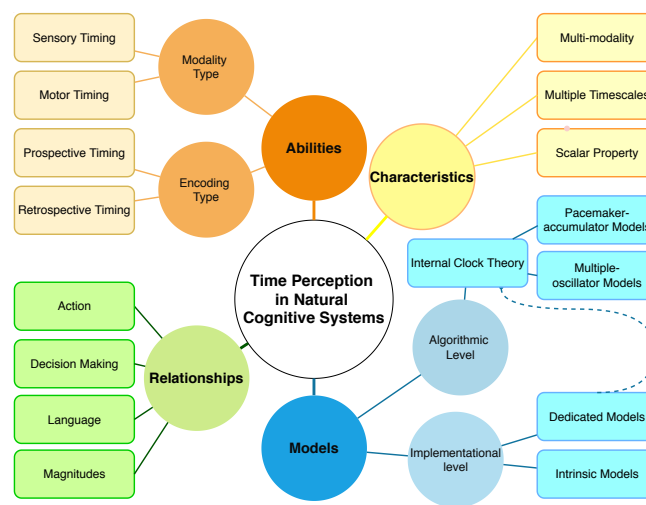 Sensory Timing
Motor Timing
Prospective Timing
Retrospective Timing
Modality
Type
Encoding
Type
Abilities
Characteristics
Multi-modality
Multiple Timescales
Scalar Property
Time Perception
in Natural
Cognitive Systems
Internal Clock Theory
Pacemaker-
accumulator Models
Multiple-
oscillator Models
Algorithmic
Level
Implementational
level
Dedicated Models
Intrinsic Models
Models
Relationships
Action
Decision Making
Language
Magnitudes